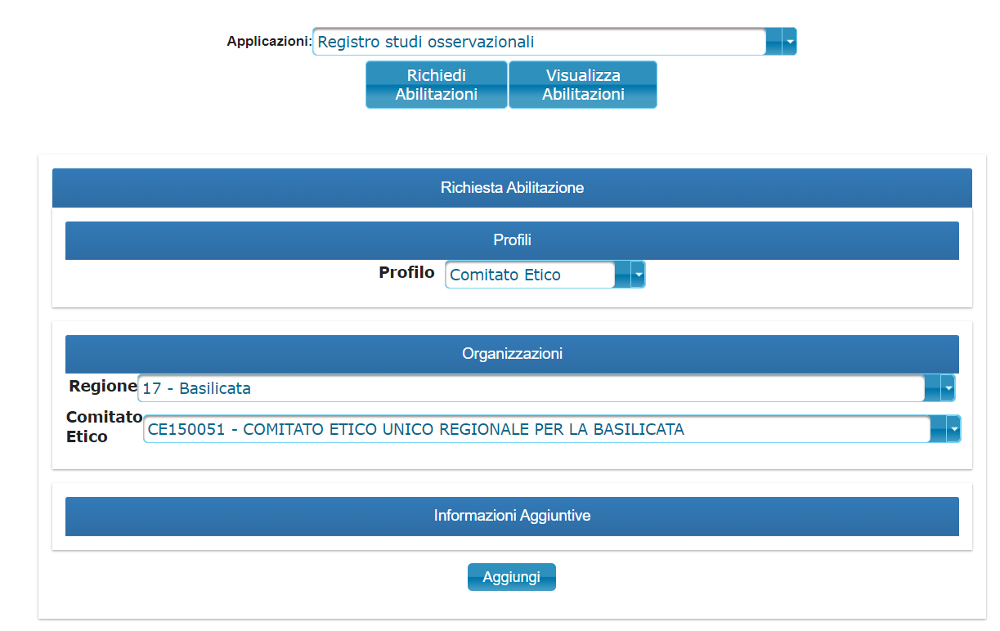 Applicazioni: Registro studi osservazionali
Richiedi Abilitazioni
Visualizza Abilitazioni
Richiesta Abilitazione
Profili
Profilo Comitato Etico
Organizzazioni
Regione 17 - Basilicata
Comitato Etico CE150051 - COMITATO ETICO UNICO REGIONALE PER LA BASILICATA
Informazioni Aggiuntive
Aggiungi